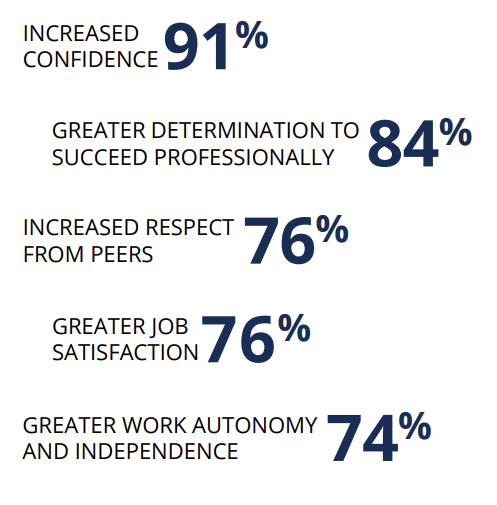 INCREASED
CONFIDENCE 91%
GREATER DETERMINATION TO
SUCCEED PROFESSIONALLY 84%
INCREASED RESPECT
FROM PEERS 76%
GREATER JOB
SATISFACTION 76%
GREATER WORK AUTONOMY
AND INDEPENDENCE 74%